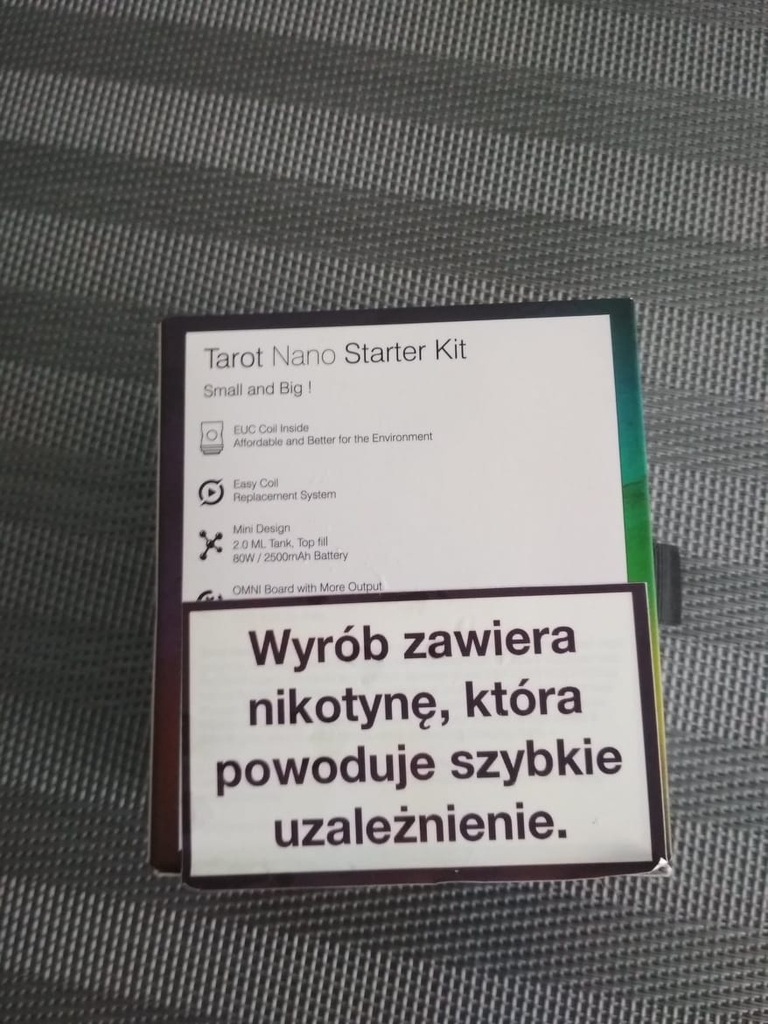 Tarot Nano Starter Kit
Small and Big !
EUC Coil Inside
Affordable and Better for the Environment
Easy Coil
Replacement System
Mini Design
2.0 ML Tank, Top fill
80W / 2500mAh Battery
OMNI Board with More Output
Wyrób zawiera
nikotynę, która
powoduje szybkie
uzależnienie.